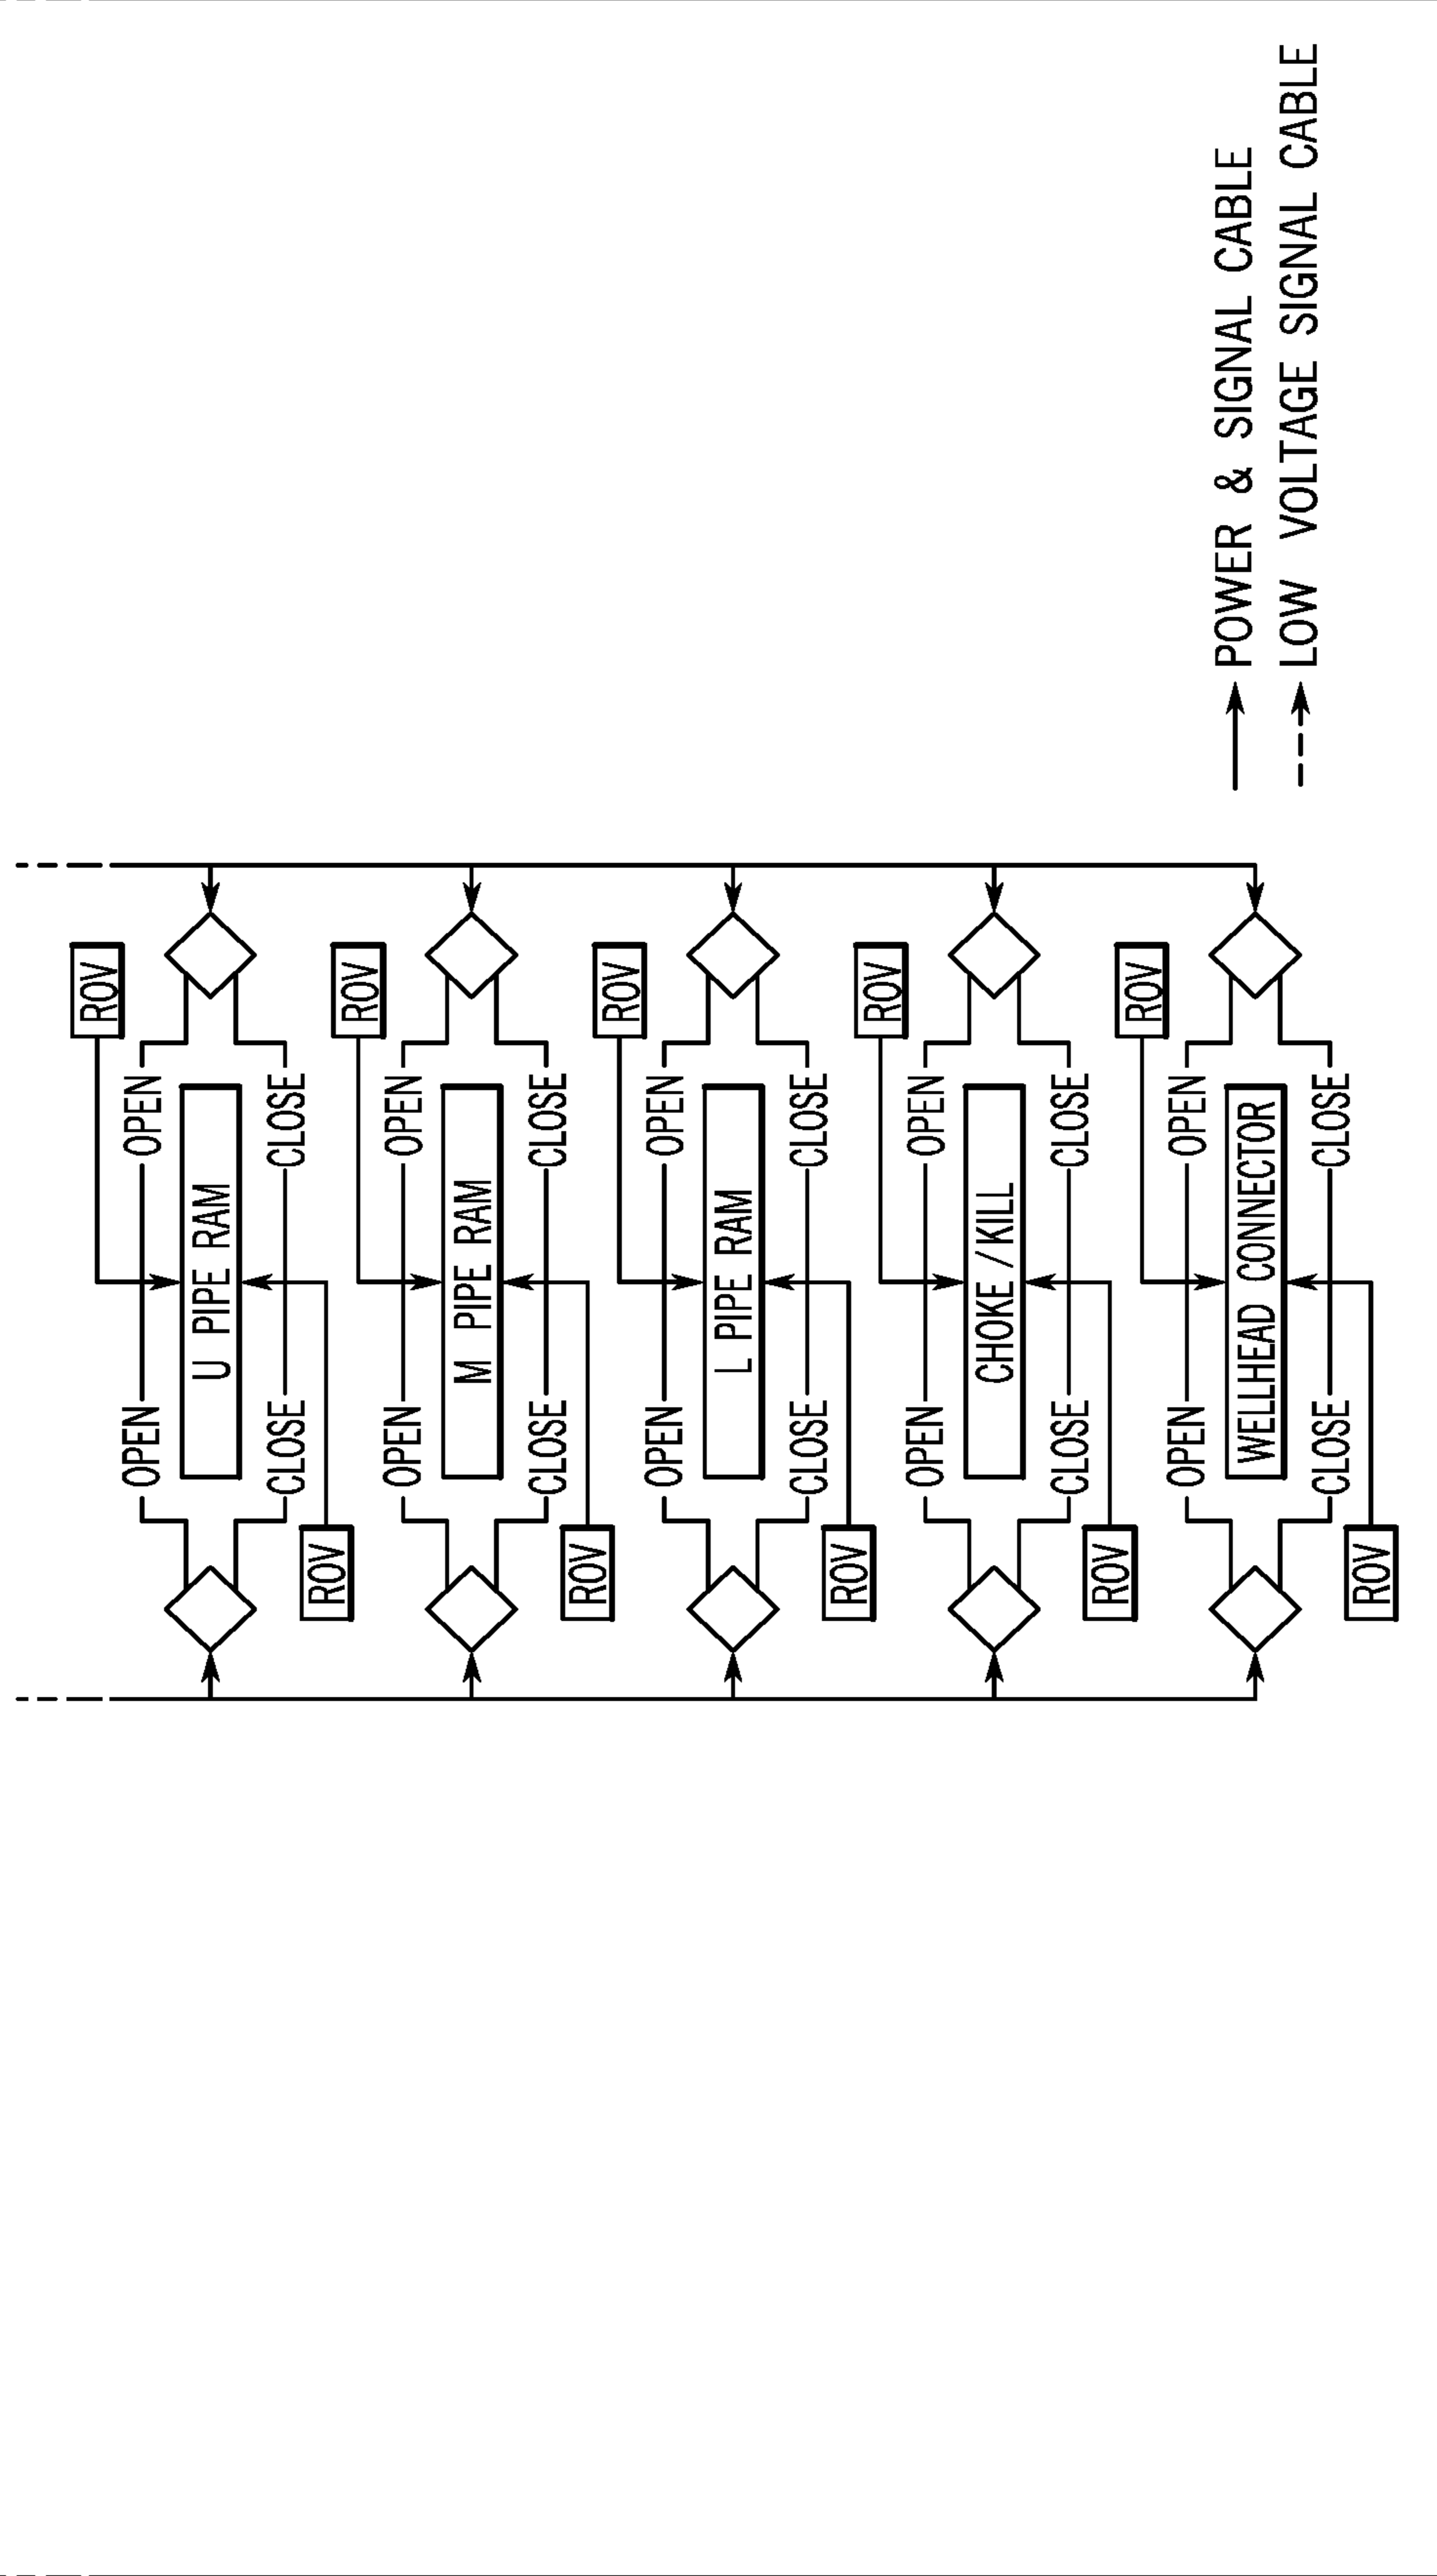 ROV
OPEN
OPEN
U PIPE RAM
CLOSE
CLOSE
ROV
ROV
OPEN
OPEN
M PIPE RAM
CLOSE
CLOSE
ROV
ROV
OPEN
OPEN
L PIPE RAM
CLOSE
CLOSE
ROV
ROV
OPEN
OPEN
CHOKE/KILL
CLOSE
CLOSE
ROV
ROV
OPEN
OPEN
WELLHEAD CONNECTOR
CLOSE
CLOSE
ROV
POWER & SIGNAL CABLE
LOW VOLTAGE SIGNAL CABLE